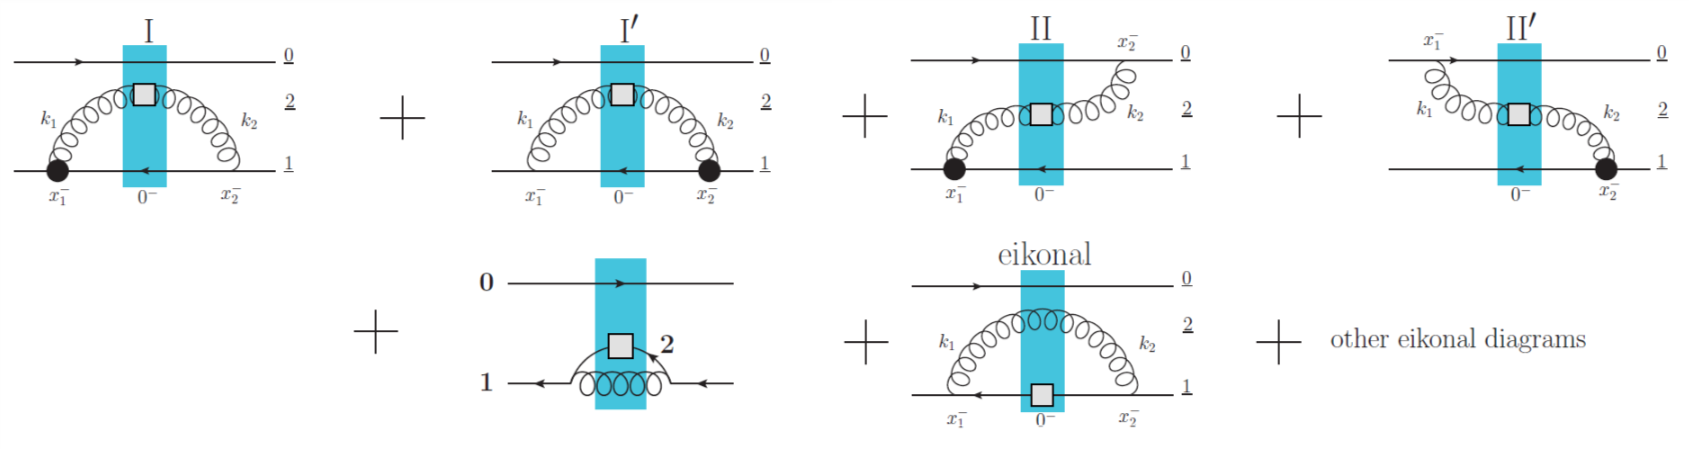 I I′ II II′
0 0 x₂⁻ 0 x₁⁻ 0
k₁ 2 k₂ k₁ 2 k₂ k₁ 2 k₂ k₁ 2 k₂
+ + +
1 1 1 1
x₁⁻ 0⁻ x₂⁻ x₁⁻ 0⁻ x₂⁻ x₁⁻ 0⁻ 0⁻ x₂⁻
eikonal
0 0
+ 2 + k₁ 2 k₂ + other eikonal diagrams
1 1
x₁⁻ 0⁻ x₂⁻